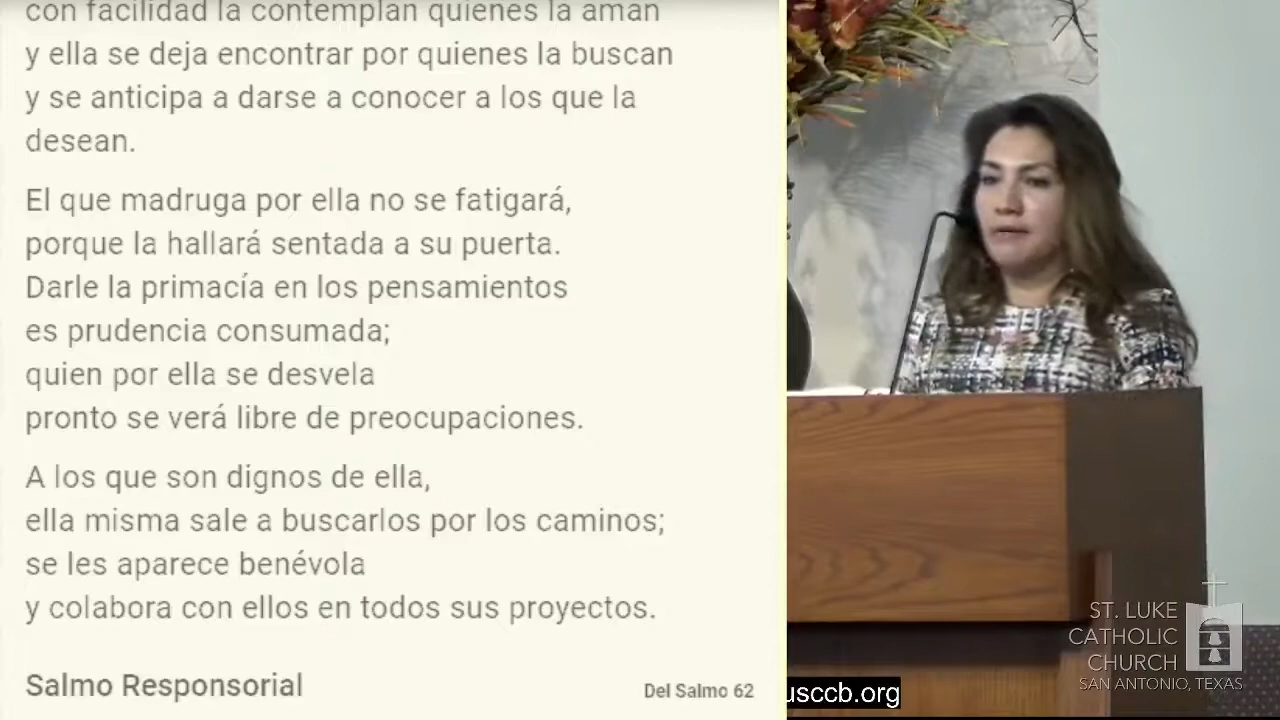 con facilidad la contemplan quienes la aman
y ella se deja encontrar por quienes la buscan
y se anticipa a darse a conocer a los que la
desean.
El que madruga por ella no se fatigará,
porque la hallará sentada a su puerta.
Darle la primacía en los pensamientos
es prudencia consumada;
quien por ella se desvela
pronto se verá libre de preocupaciones.
A los que son dignos de ella,
ella misma sale a buscarlos por los caminos;
se les aparece benévola
y colabora con ellos en todos sus proyectos.
Salmo Responsorial
Del Salmo 62
usccb.org
ST. LUKE
CATHOLIC
CHURCH
SAN ANTONIO, TEXAS